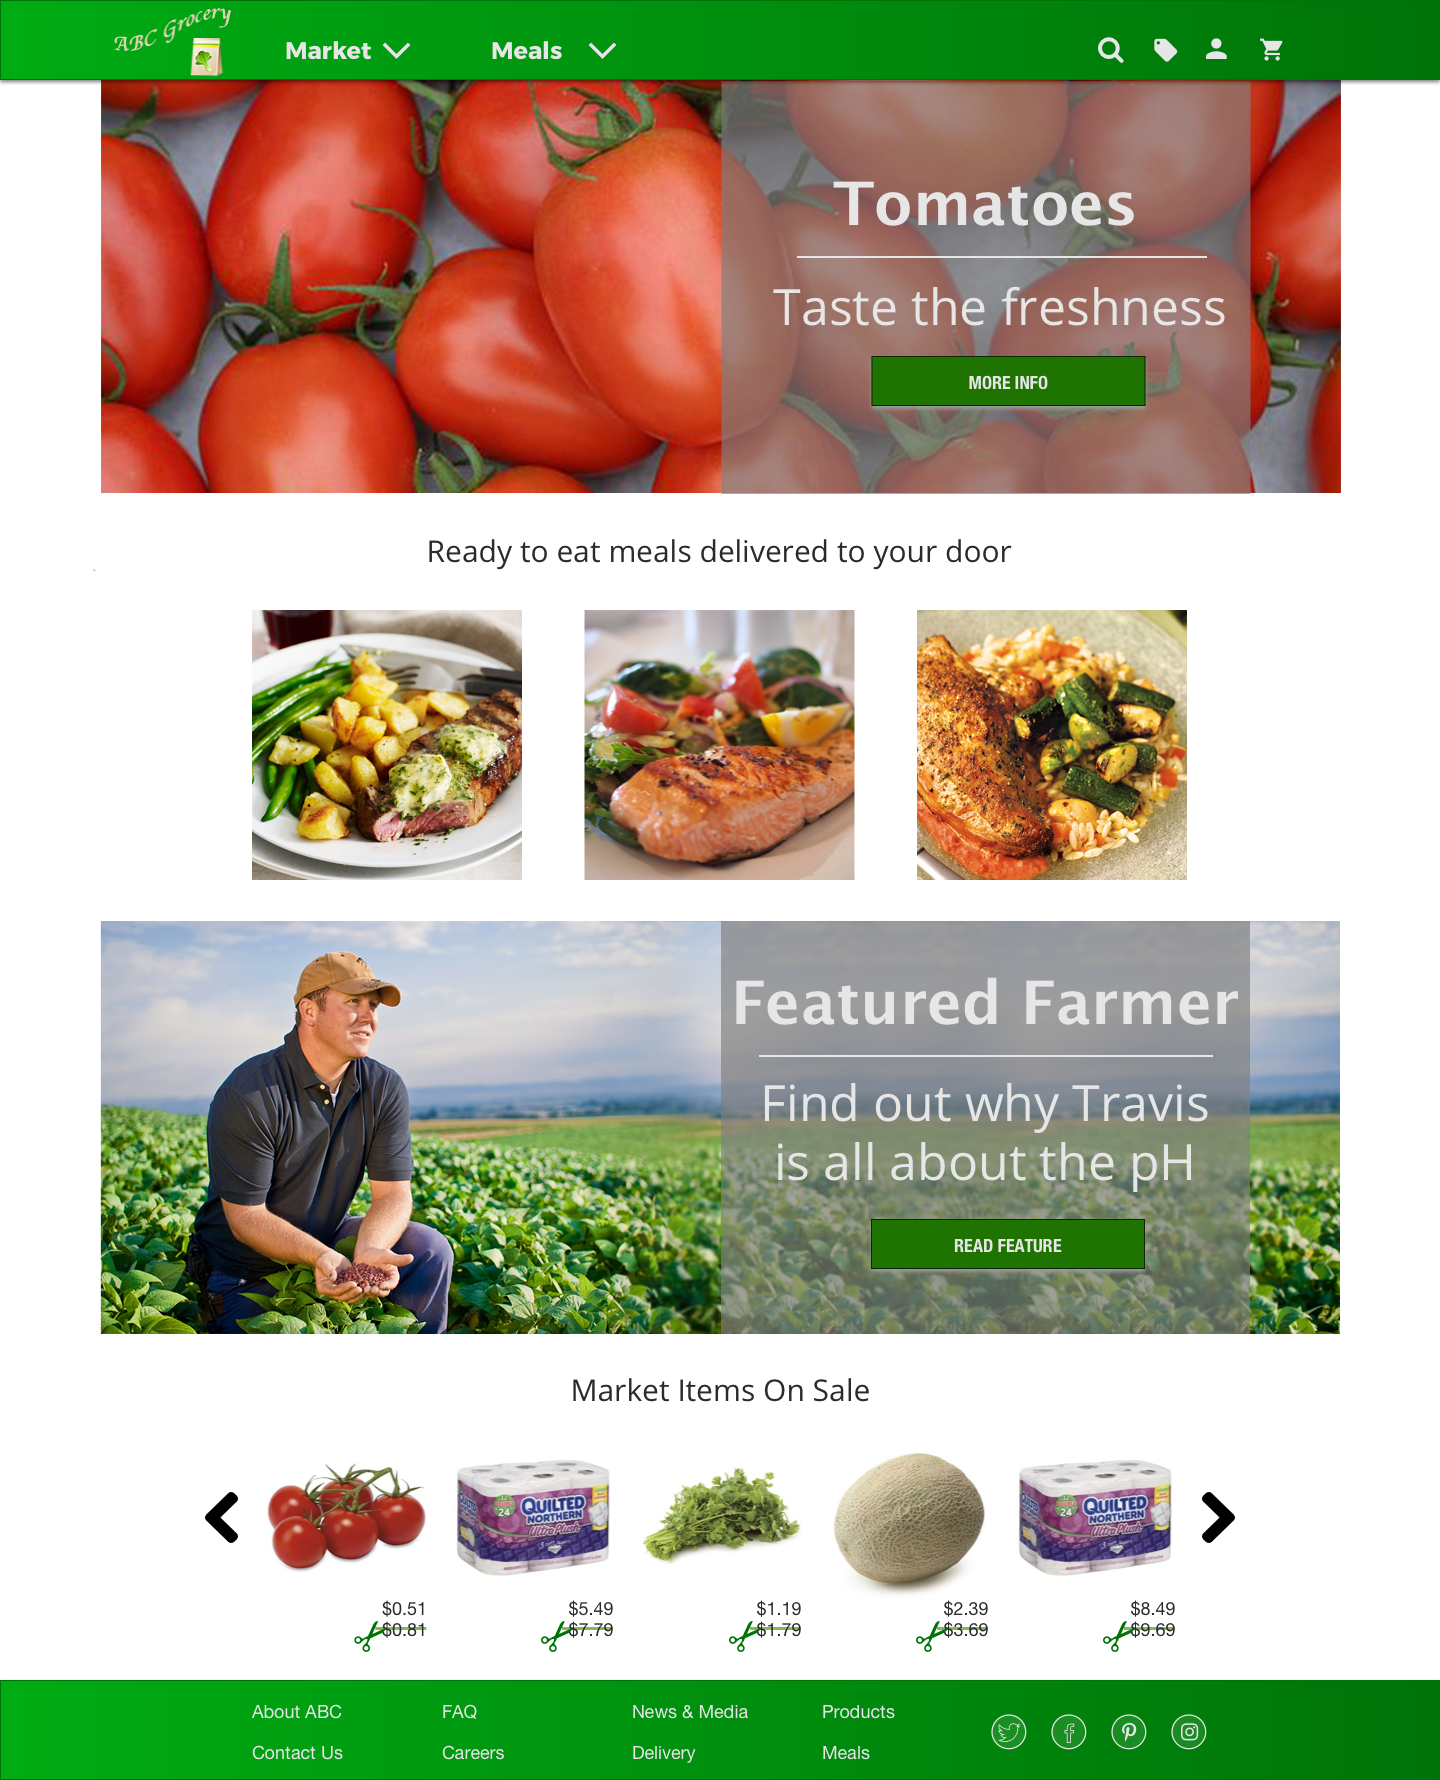 ABC Grocery
Market
Meals
Tomatoes
Taste the freshness
MORE INFO
Ready to eat meals delivered to your door
Featured Farmer
Find out why Travis
is all about the pH
READ FEATURE
Market Items On Sale
QUILTED
NORTHERN
Ultra Plush
24
QUILTED
NORTHERN
Ultra Plush
24
$0.51
$0.81
$5.49
$7.79
$1.19
$1.79
$2.39
$3.69
$8.49
$9.69
About ABC
FAQ
News & Media
Products
Contact Us
Careers
Delivery
Meals